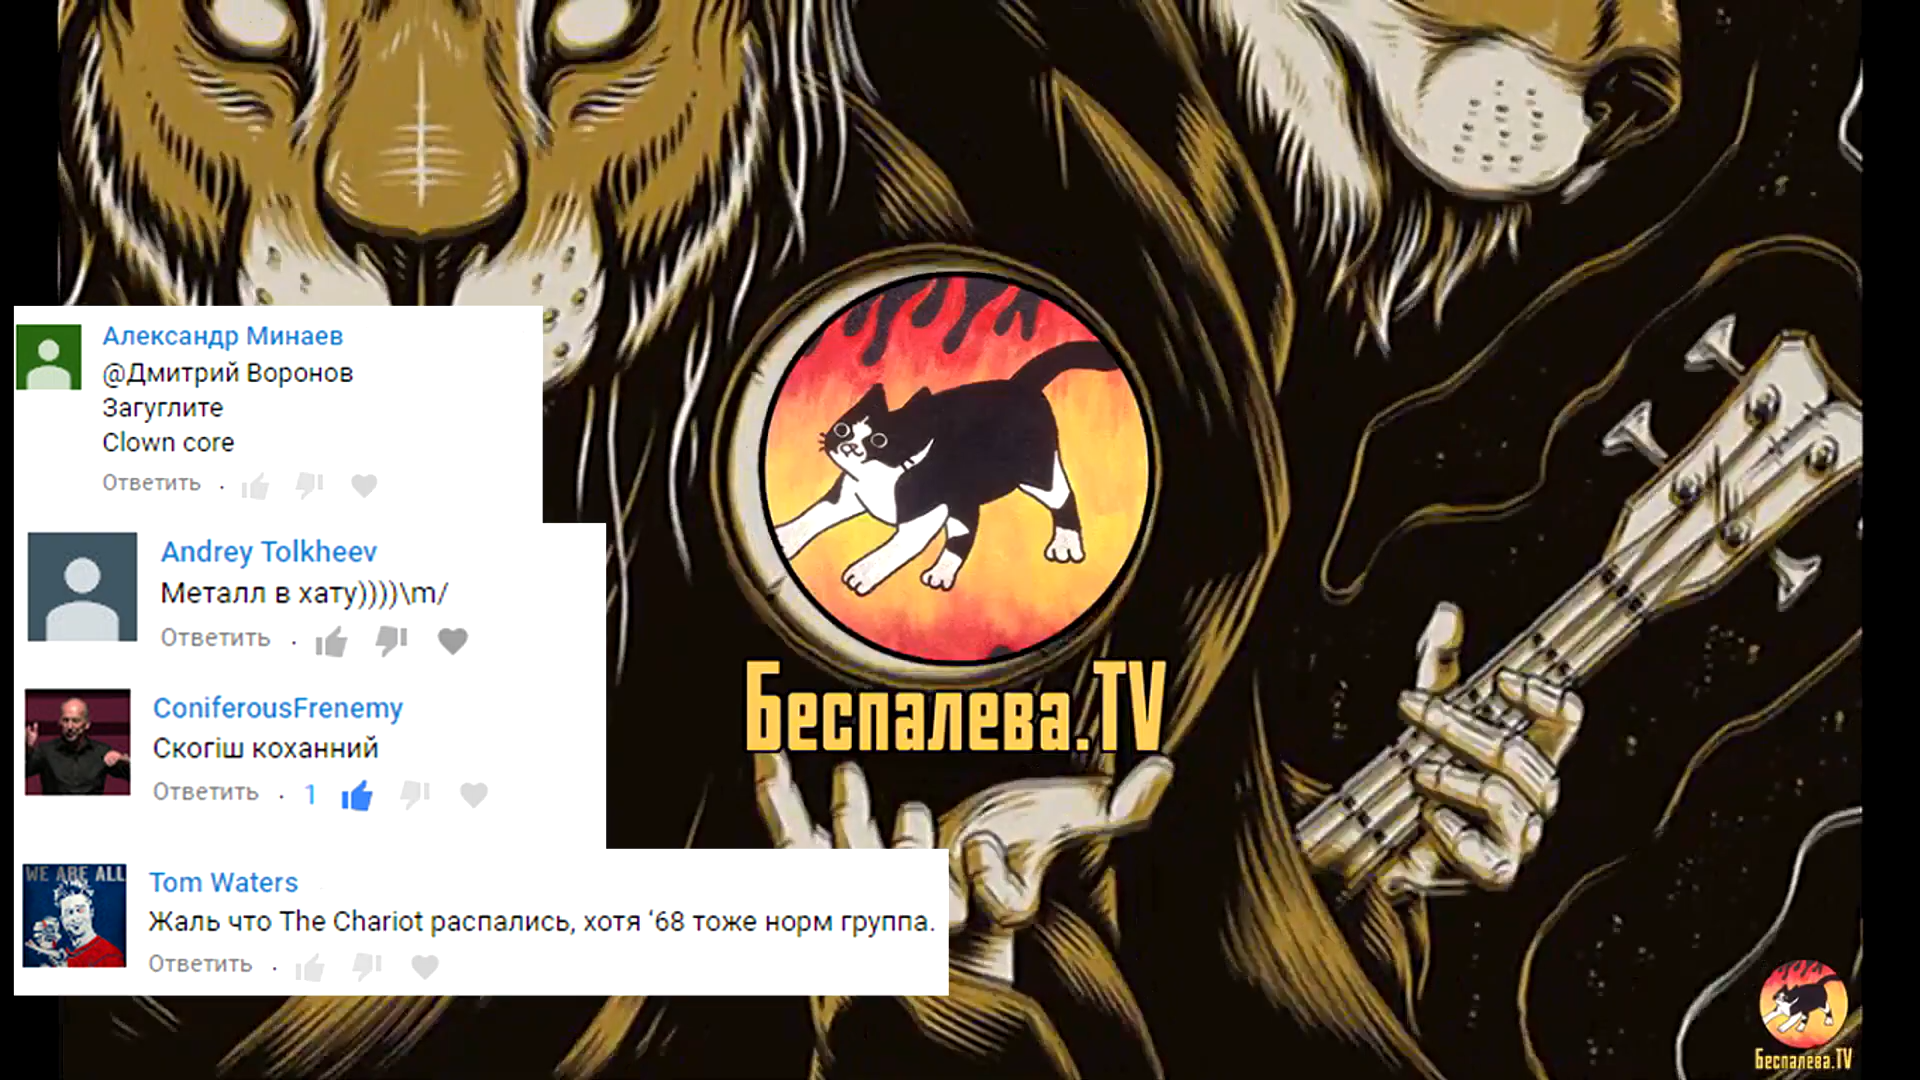 Александр Минаев
@Дмитрий Воронов
Загуглите
Clown core
Ответить
Andrey Tolkheev
Металл в хату))))\m/
Ответить
ConiferousFrenemy
Скогіш коханний
Ответить · 1
WE ARE ALL
Tom Waters
Жаль что The Chariot распались, хотя ‘68 тоже норм группа.
Ответить
Беспалева.TV
Беспалева.TV